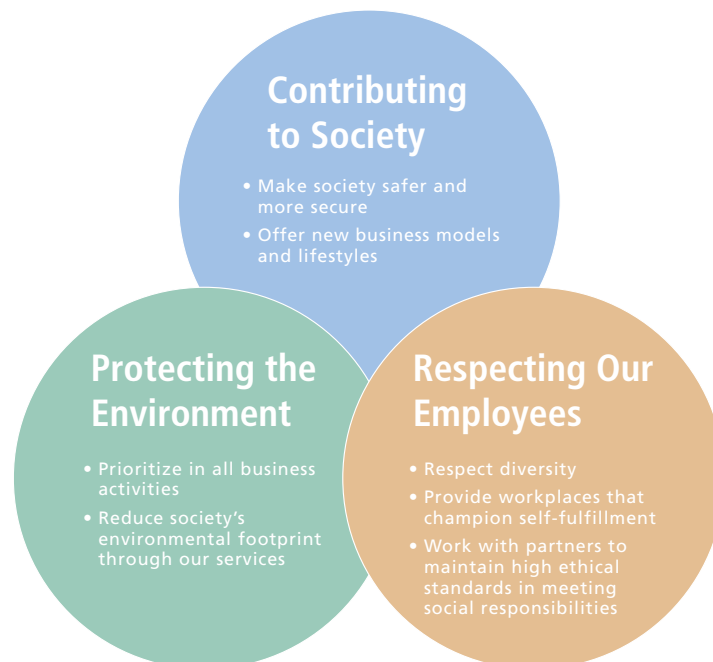 Contributing
to Society
• Make society safer and
more secure
• Offer new business models
and lifestyles
Protecting the
Environment
• Prioritize in all business
activities
• Reduce society's
environmental footprint
through our services
Respecting Our
Employees
• Respect diversity
• Provide workplaces that
champion self-fulfillment
• Work with partners to
maintain high ethical
standards in meeting
social responsibilities